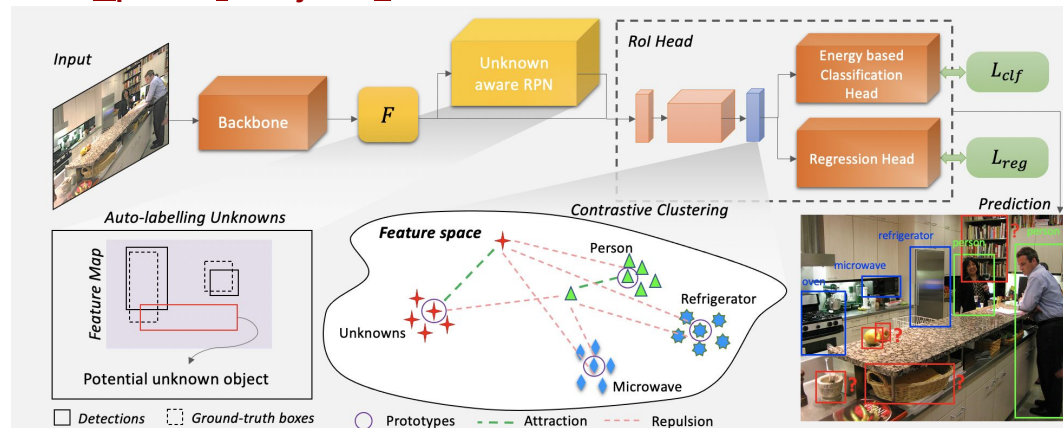 Input
Backbone
F
Unknown
aware RPN
RoI Head
Energy based
Classification
Head
L_clf
Regression Head
L_reg
Prediction
Auto-labelling Unknowns
Feature Map
Potential unknown object
Detections
Ground-truth boxes
Contrastive Clustering
Feature space
Person
Refrigerator
Unknowns
Microwave
Prototypes
Attraction
Repulsion
refrigerator
person
?
person
microwave
oven
?
?
?